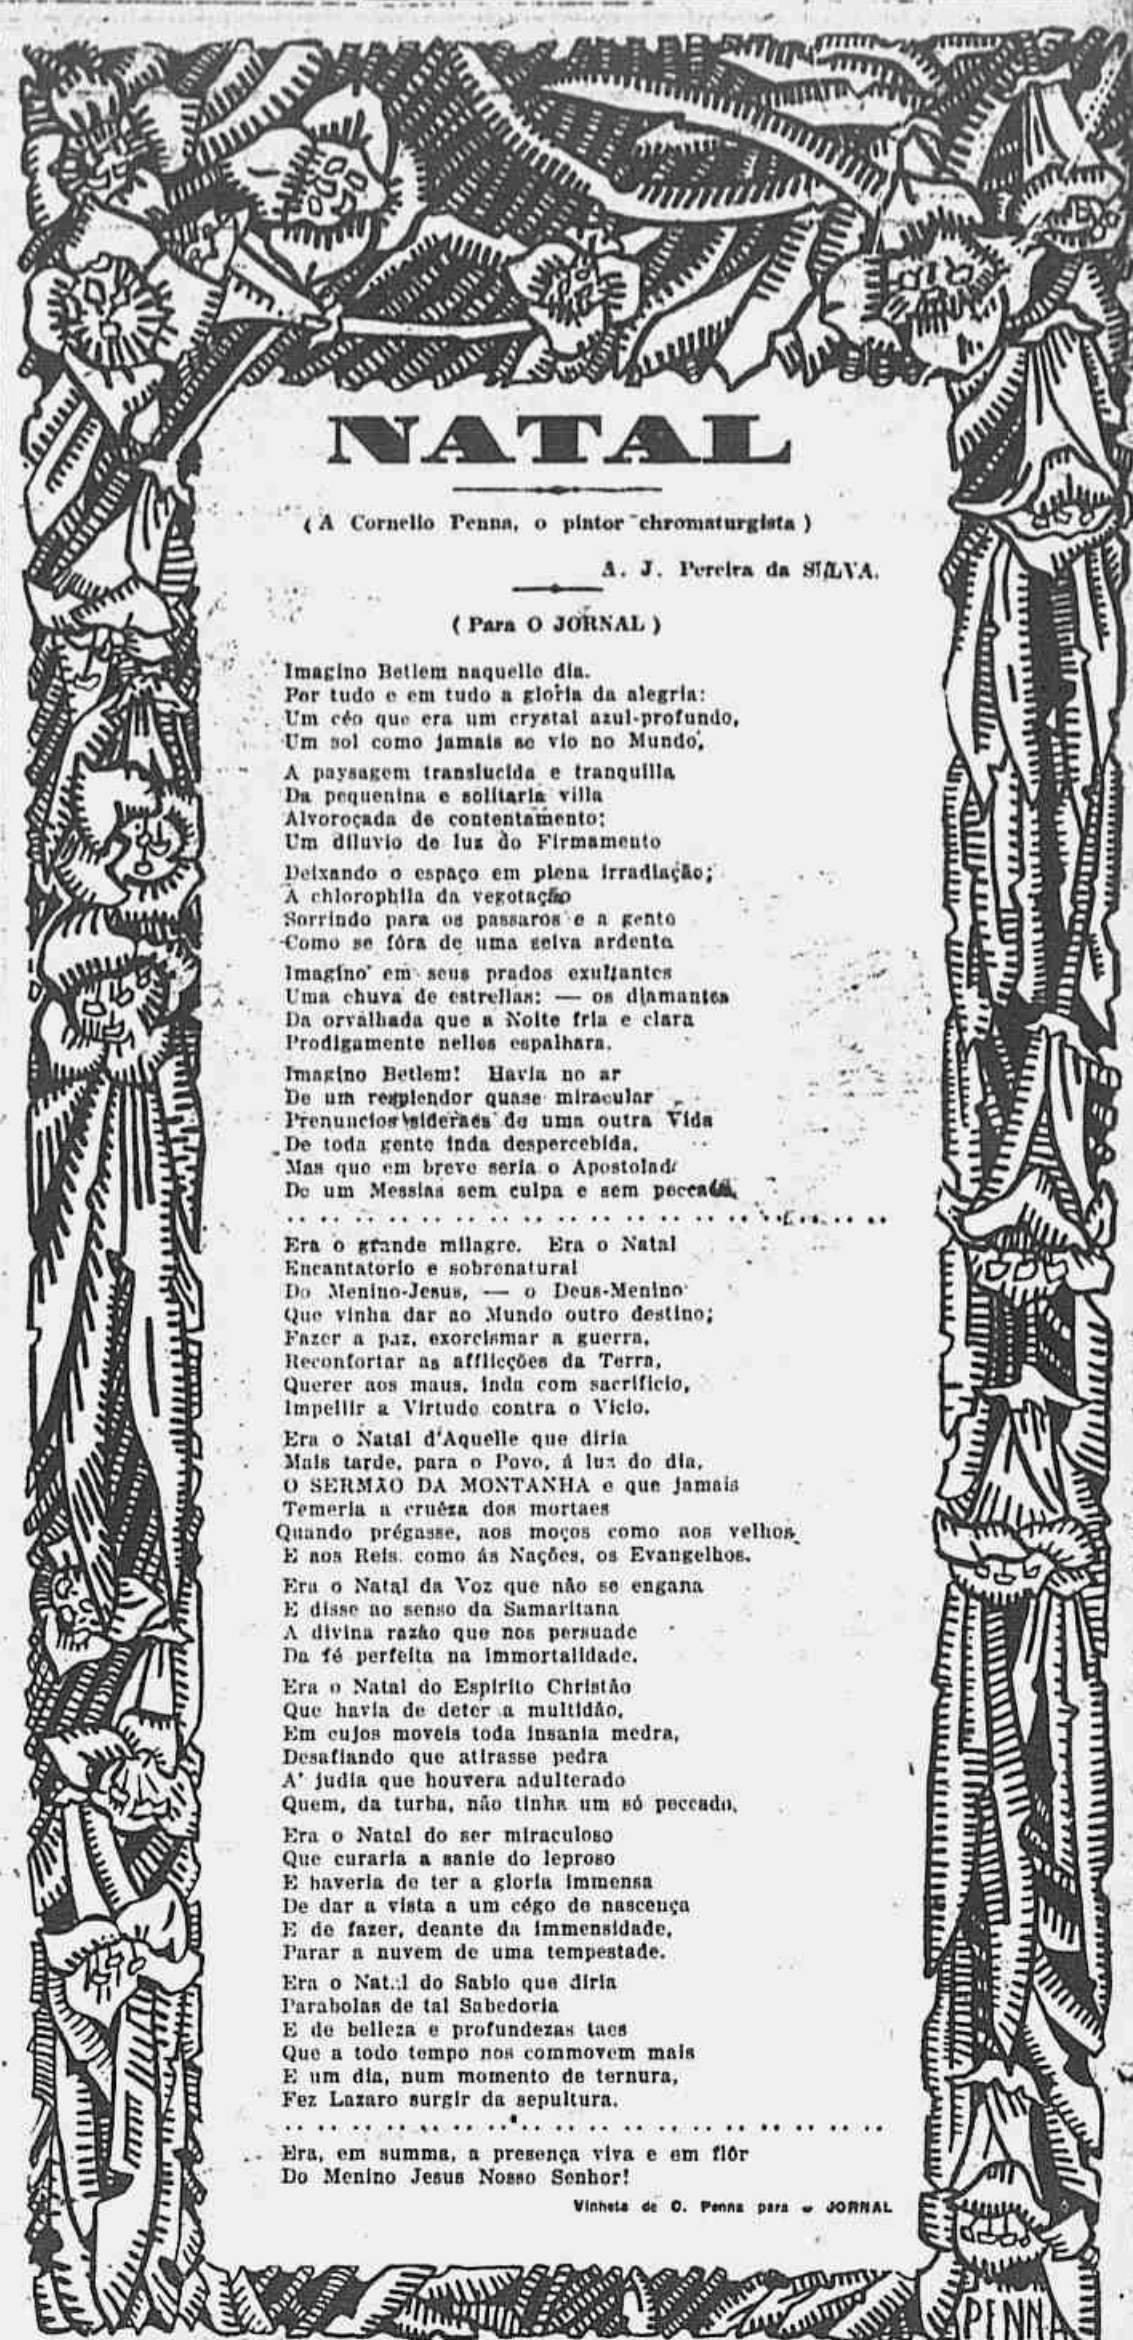 NATAL
(A Cornelio Penna, o pintor chromaturgista)
A. J. Pereira da SILVA.
(Para O JORNAL)
Imagino Betlem naquelle dia.
Por tudo e em tudo a gloria da alegria:
Um céo que era um crystal azul-profundo,
Um sol como jamais se vio no Mundo,
A paysagem translucida e tranquilla
Da pequenina e solitaria villa
Alvoroçada de contentamento;
Um diluvio de luz do Firmamento
Deixando o espaço em plena irradiação;
A chlorophila da vegetação
Sorrindo para os passaros e a gente
Como se fóra de uma selva ardente
Imagino em seus prados exultantes
Uma chuva de estrellas: — os diamantes
Da orvalhada que a Noite fria e clara
Prodigamente nelles espalhara.
Imagino Betlem! Havia no ar
De um resplendor quase miracular
Prenuncios sideraes de uma outra Vida
De toda gente inda despercebida,
Mas que em breve seria o Apostolad
De um Messias sem culpa e sem peccado,
Era o grande milagre. Era o Natal
Encantatorio e sobrenatural
Do Menino-Jesus, — o Deus-Menino
Que vinha dar ao Mundo outro destino;
Fazer a paz, exorcismar a guerra,
Reconfortar as afflicções da Terra,
Querer aos maus, inda com sacrificio,
Impellir a Virtude contra o Vicio.
Era o Natal d'Aquelle que diria
Mais tarde, para o Povo, á luz do dia,
O SERMÃO DA MONTANHA e que jamais
Temeria a cruêza dos mortaes
Quando prégasse, aos moços como aos velhos
E aos Reis. como ás Nações, os Evangelhos.
Era o Natal da Voz que não se engana
E disse ao senso da Samaritana
A divina razão que nos persuade
Da fé perfeita na immortalidade.
Era o Natal do Espirito Christão
Que havia de deter a multidão,
Em cujos moveis toda insania medra,
Desafiando que atirasse pedra
A' judia que houvera adulterado
Quem, da turba, não tinha um só peccado.
Era o Natal do ser miraculoso
Que curaria a sanie do leproso
E haveria de ter a gloria immensa
De dar a vista a um cégo de nascença
E de fazer, deante da immensidade,
Parar a nuvem de uma tempestade.
Era o Natal do Sabio que diria
Parabolas de tal Sabedoria
E de belleza e profundezas taes
Que a todo tempo nos commovem mais
E um dia, num momento de ternura,
Fez Lazaro surgir da sepultura.
Era, em summa, a presença viva e em flôr
Do Menino Jesus Nosso Senhor!
Vinheta de C. Penna para o JORNAL
PENNA